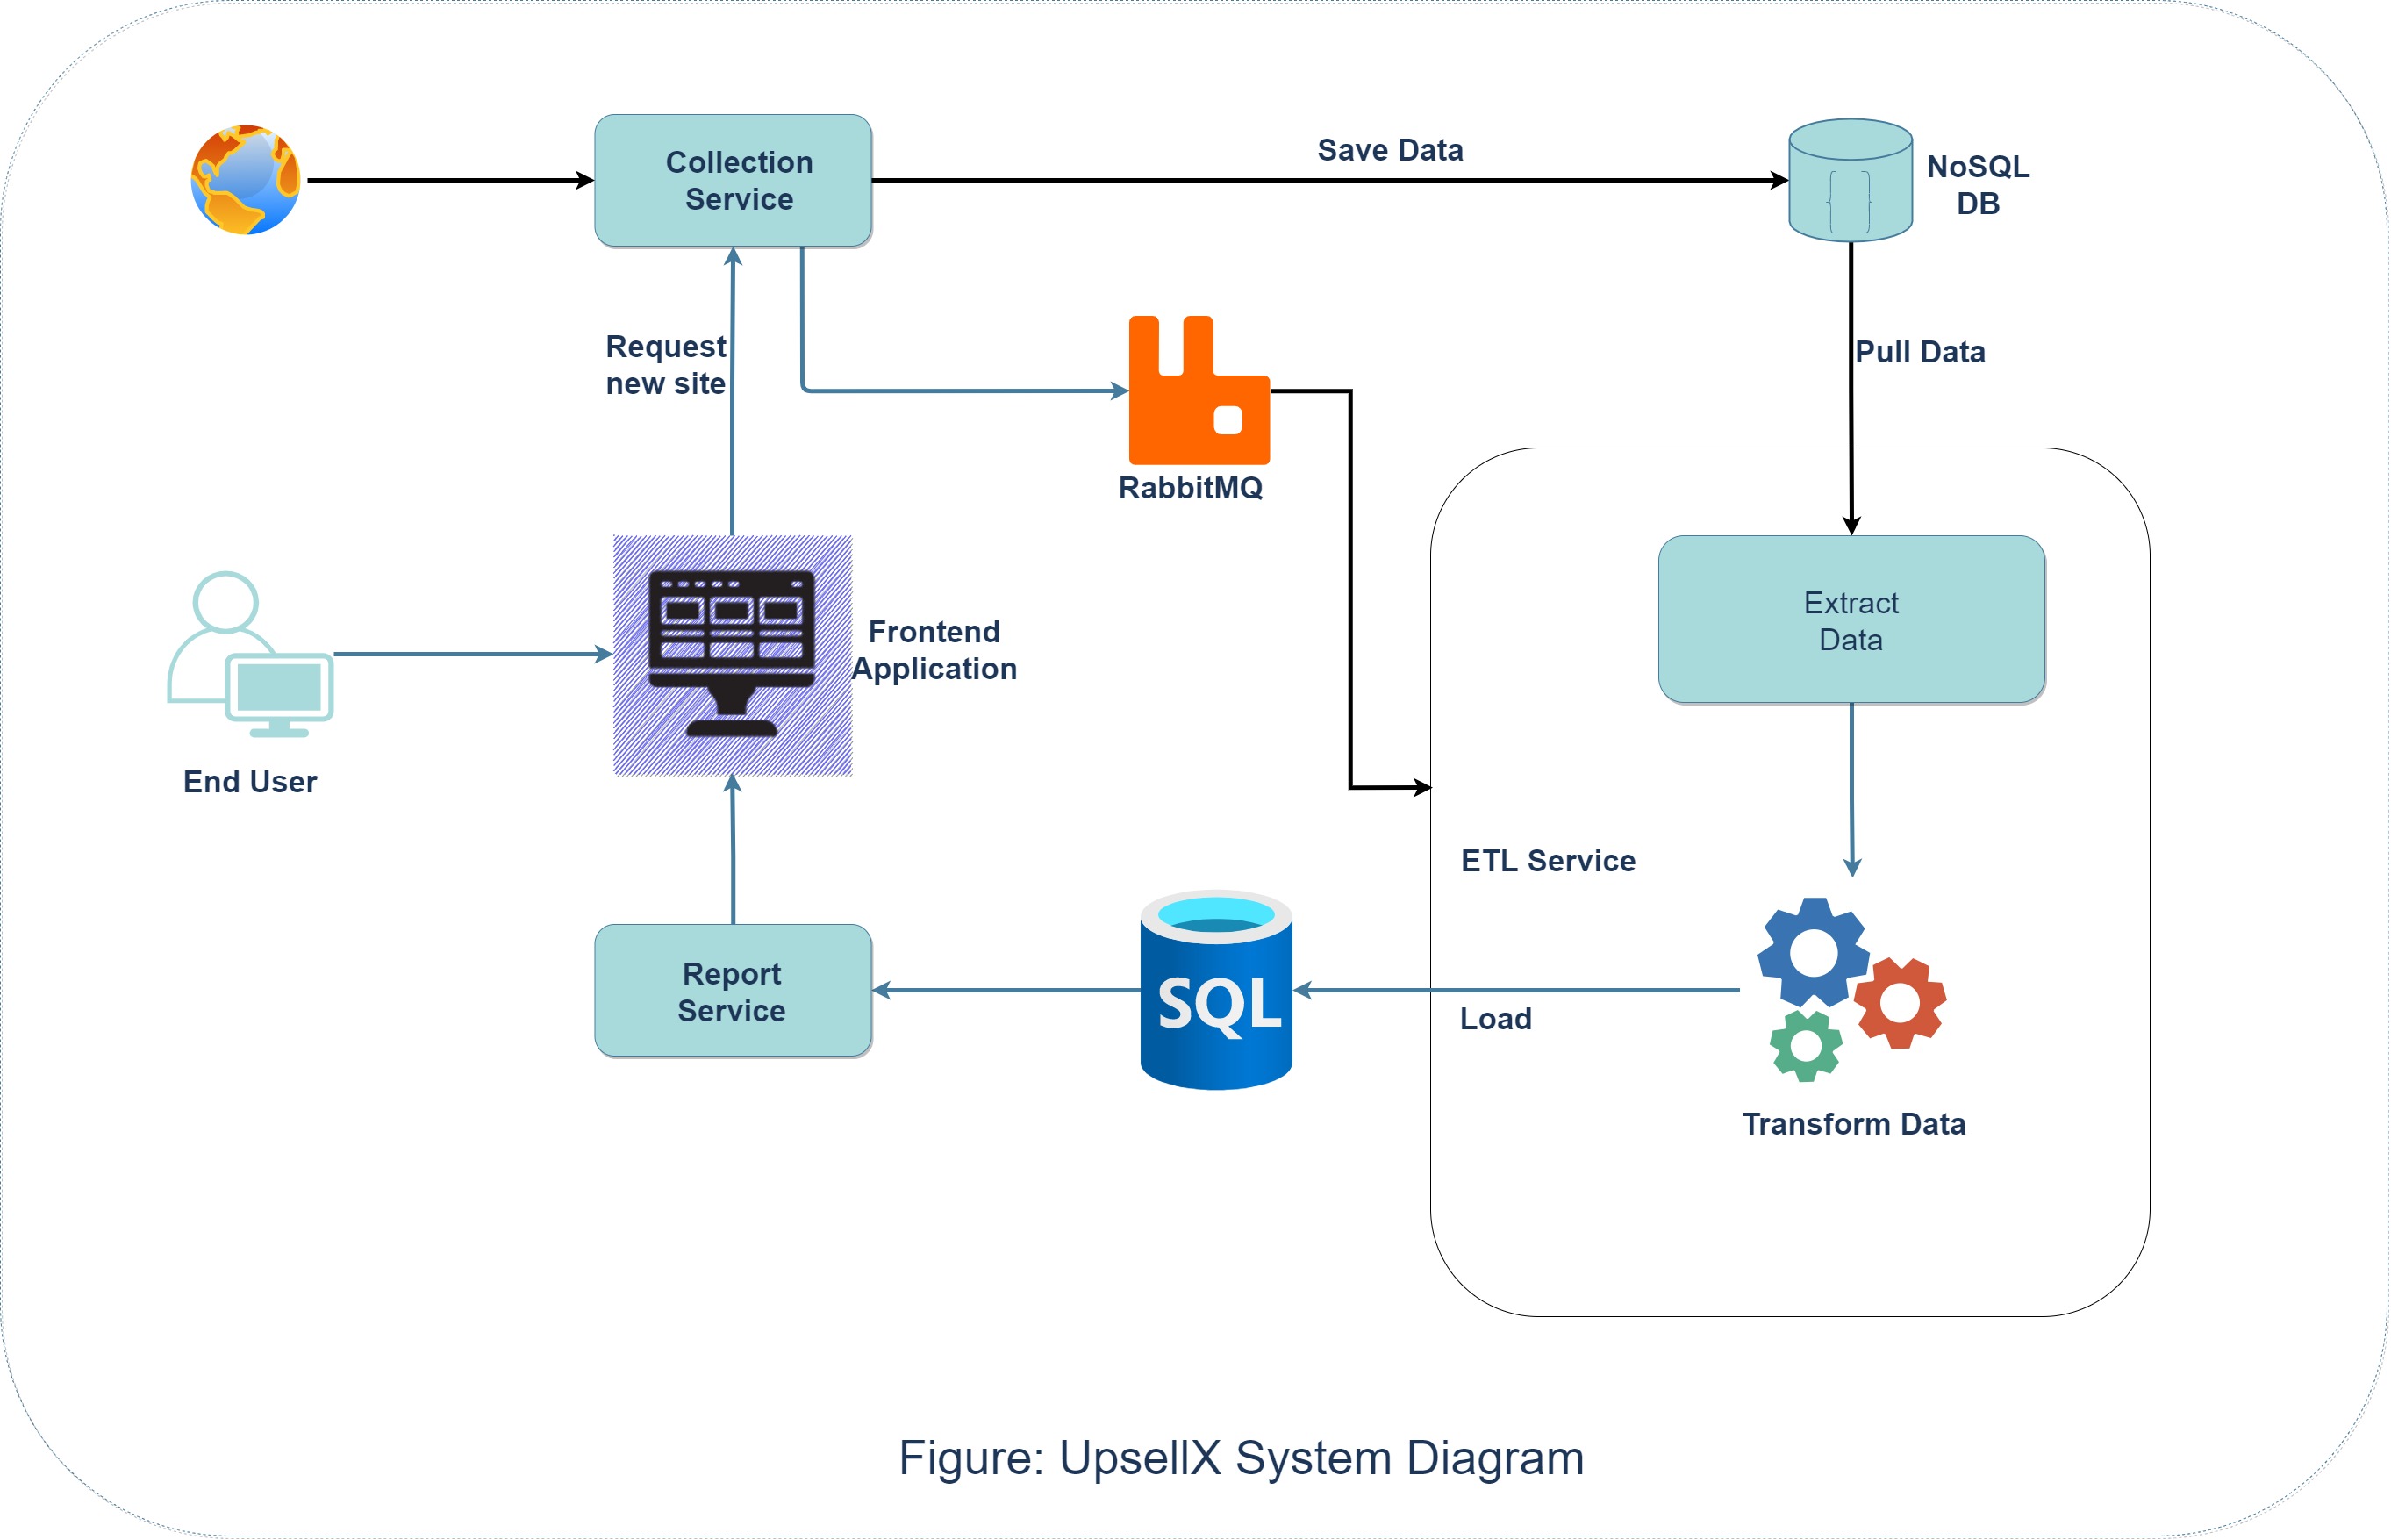 Collection
Service
Save Data
NoSQL
DB
Request
new site
Pull Data
RabbitMQ
Extract
Data
Frontend
Application
End User
ETL Service
Report
Service
SQL
Load
Transform Data
Figure: UpsellX System Diagram